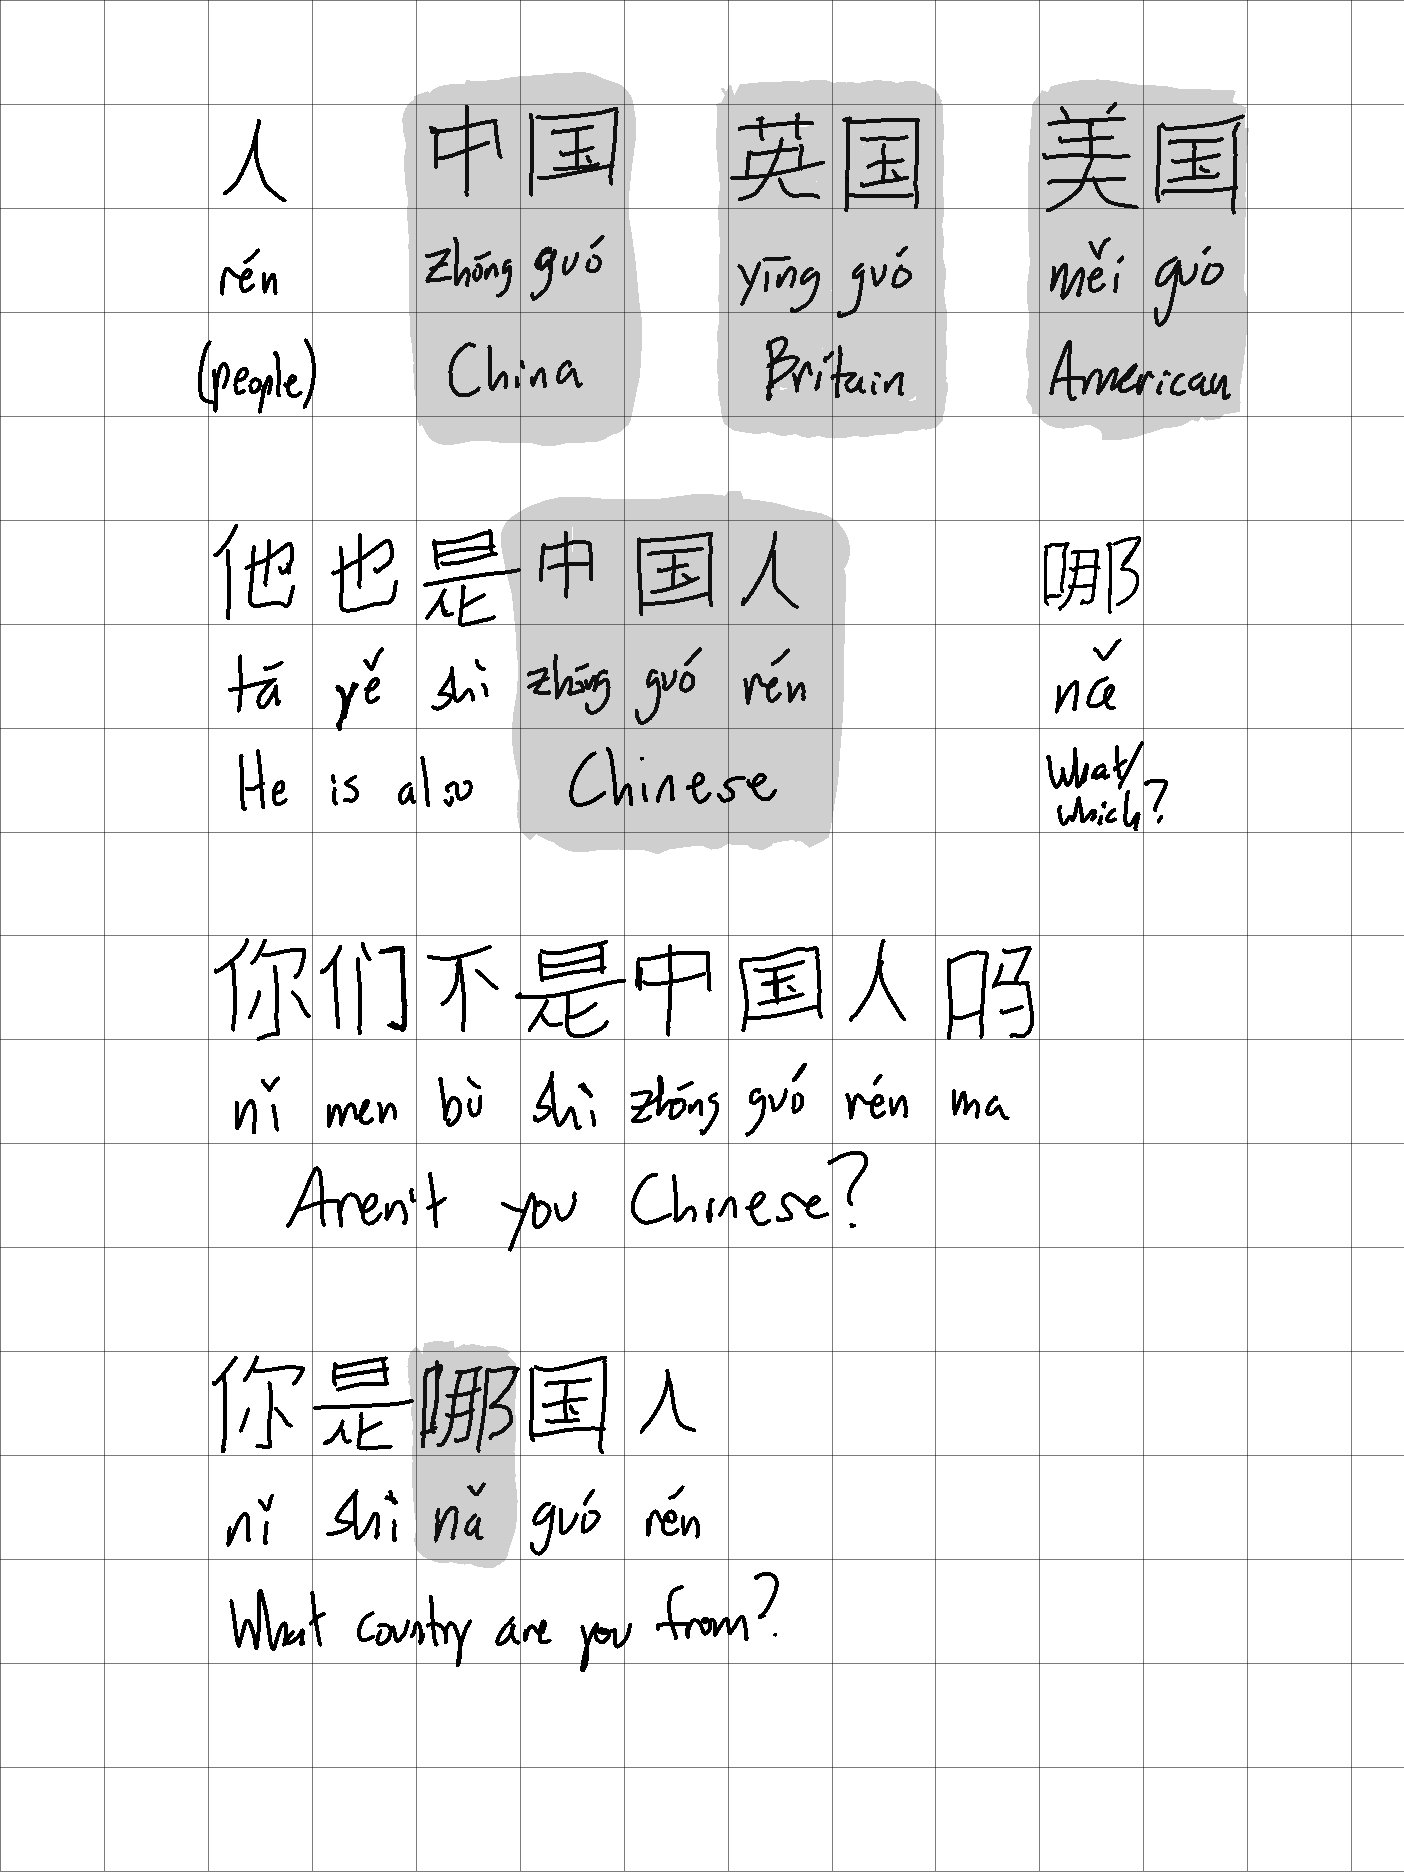 人 中国 英国 美国
rén zhōng guó yīng guó měi guó
(people) China Britain American
他也是中国人 哪
tā yě shì zhōng guó rén nǎ
He is also Chinese What/
which?
你们不是中国人吗
nǐ men bù shì zhōng guó rén ma
Aren't you Chinese?
你是哪国人
nǐ shì nǎ guó rén
What country are you from?